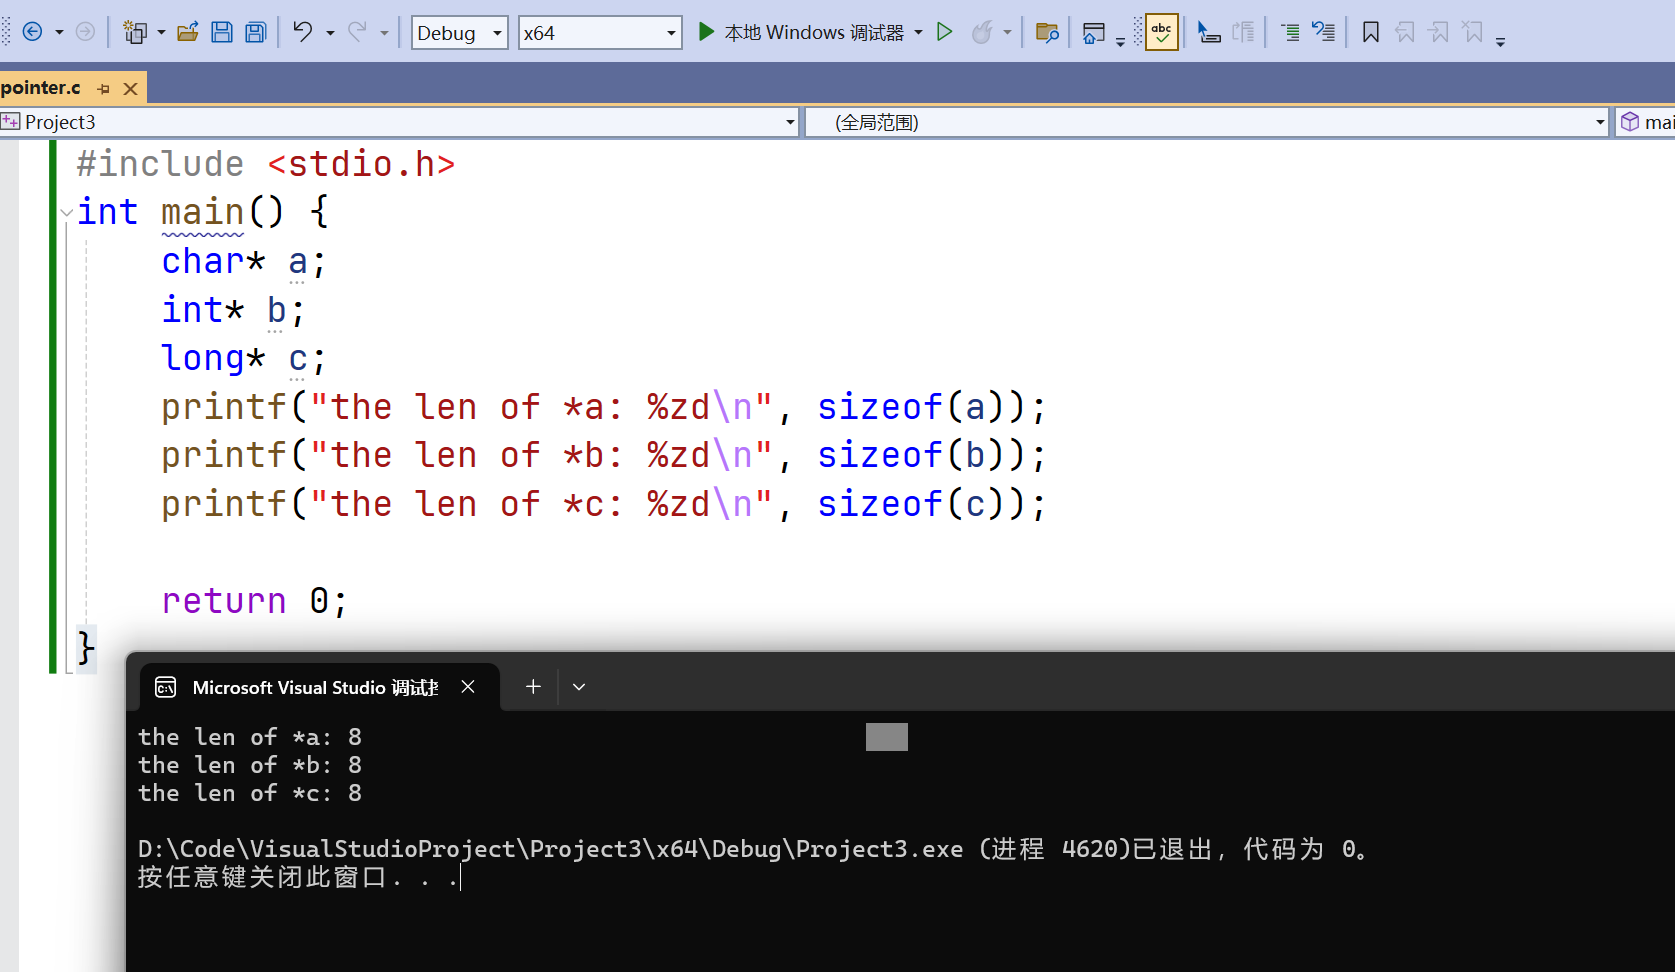 Debug x64 本地 Windows 调试器 abc
pointer.c
Project3 (全局范围) mai
#include <stdio.h>
int main() {
char* a;
int* b;
long* c;
printf("the len of *a: %zd\n", sizeof(a));
printf("the len of *b: %zd\n", sizeof(b));
printf("the len of *c: %zd\n", sizeof(c));
return 0;
}
Microsoft Visual Studio 调试
the len of *a: 8
the len of *b: 8
the len of *c: 8
D:\Code\VisualStudioProject\Project3\x64\Debug\Project3.exe (进程 4620)已退出，代码为 0。
按任意键关闭此窗口. . .